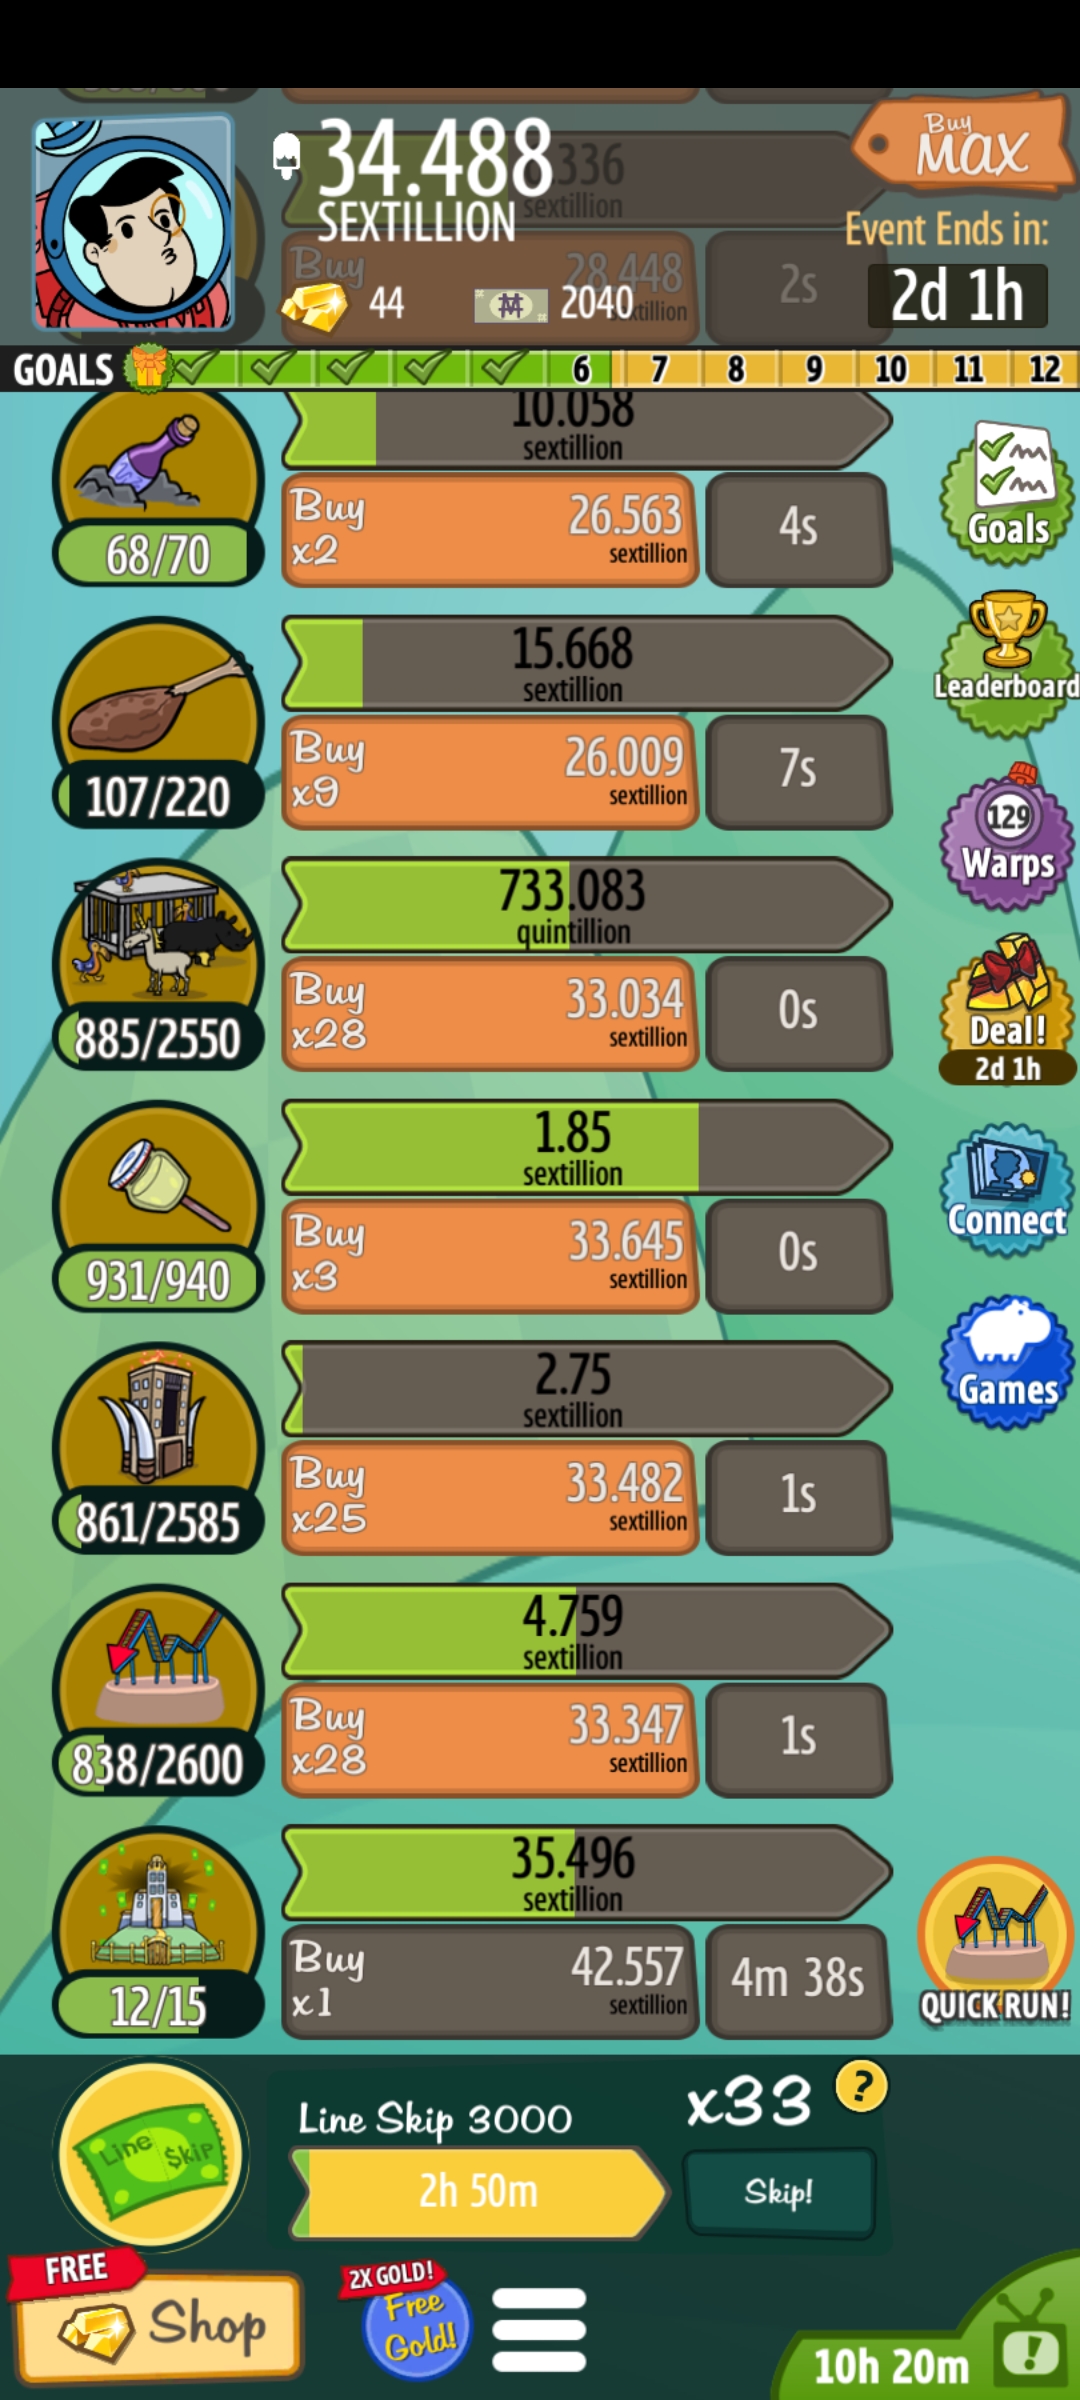 34.488
SEXTILLION
.336
sextillion
Buy
MAX
Event Ends in:
2d 1h
Buy
28.448
2s
44
2040
GOALS
6
7
8
9
10
11
12
10.058
sextillion
Buy
x2
26.563
sextillion
4s
68/70
Goals
15.668
sextillion
Buy
x9
26.009
sextillion
7s
107/220
Leaderboard
129
Warps
733.083
quintillion
Buy
x28
33.034
sextillion
0s
885/2550
Deal!
2d 1h
1.85
sextillion
Buy
x3
33.645
sextillion
0s
931/940
Connect
2.75
sextillion
Buy
x25
33.482
sextillion
1s
861/2585
Games
4.759
sextillion
Buy
x28
33.347
sextillion
1s
838/2600
35.496
sextillion
Buy
x1
42.557
sextillion
4m 38s
12/15
QUICK RUN!
Line Skip
Line Skip 3000
2h 50m
x33
?
Skip!
FREE
Shop
2X GOLD!
Free
Gold!
10h 20m
!